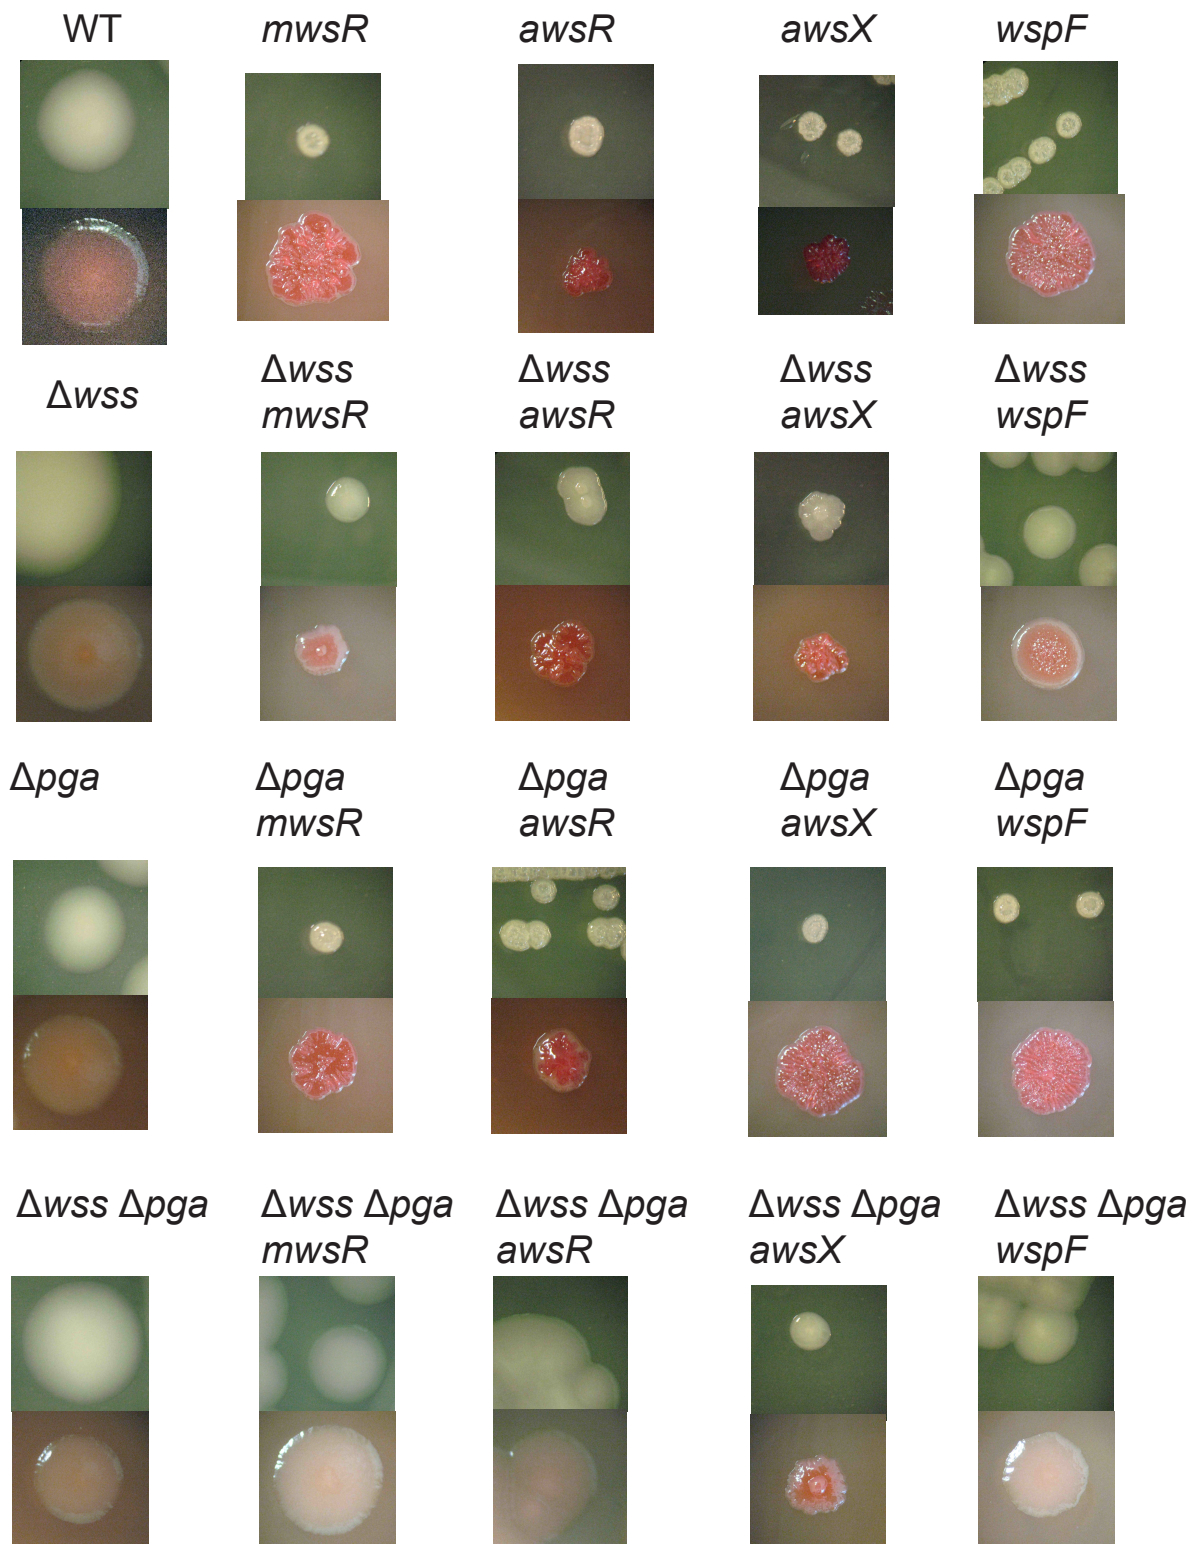 WT mwsR awsR awsX wspF
Δwss Δwss Δwss Δwss Δwss
mwsR awsR awsX wspF
Δpga Δpga Δpga Δpga Δpga
mwsR awsR awsX wspF
Δwss Δpga Δwss Δpga Δwss Δpga Δwss Δpga Δwss Δpga
mwsR awsR awsX wspF